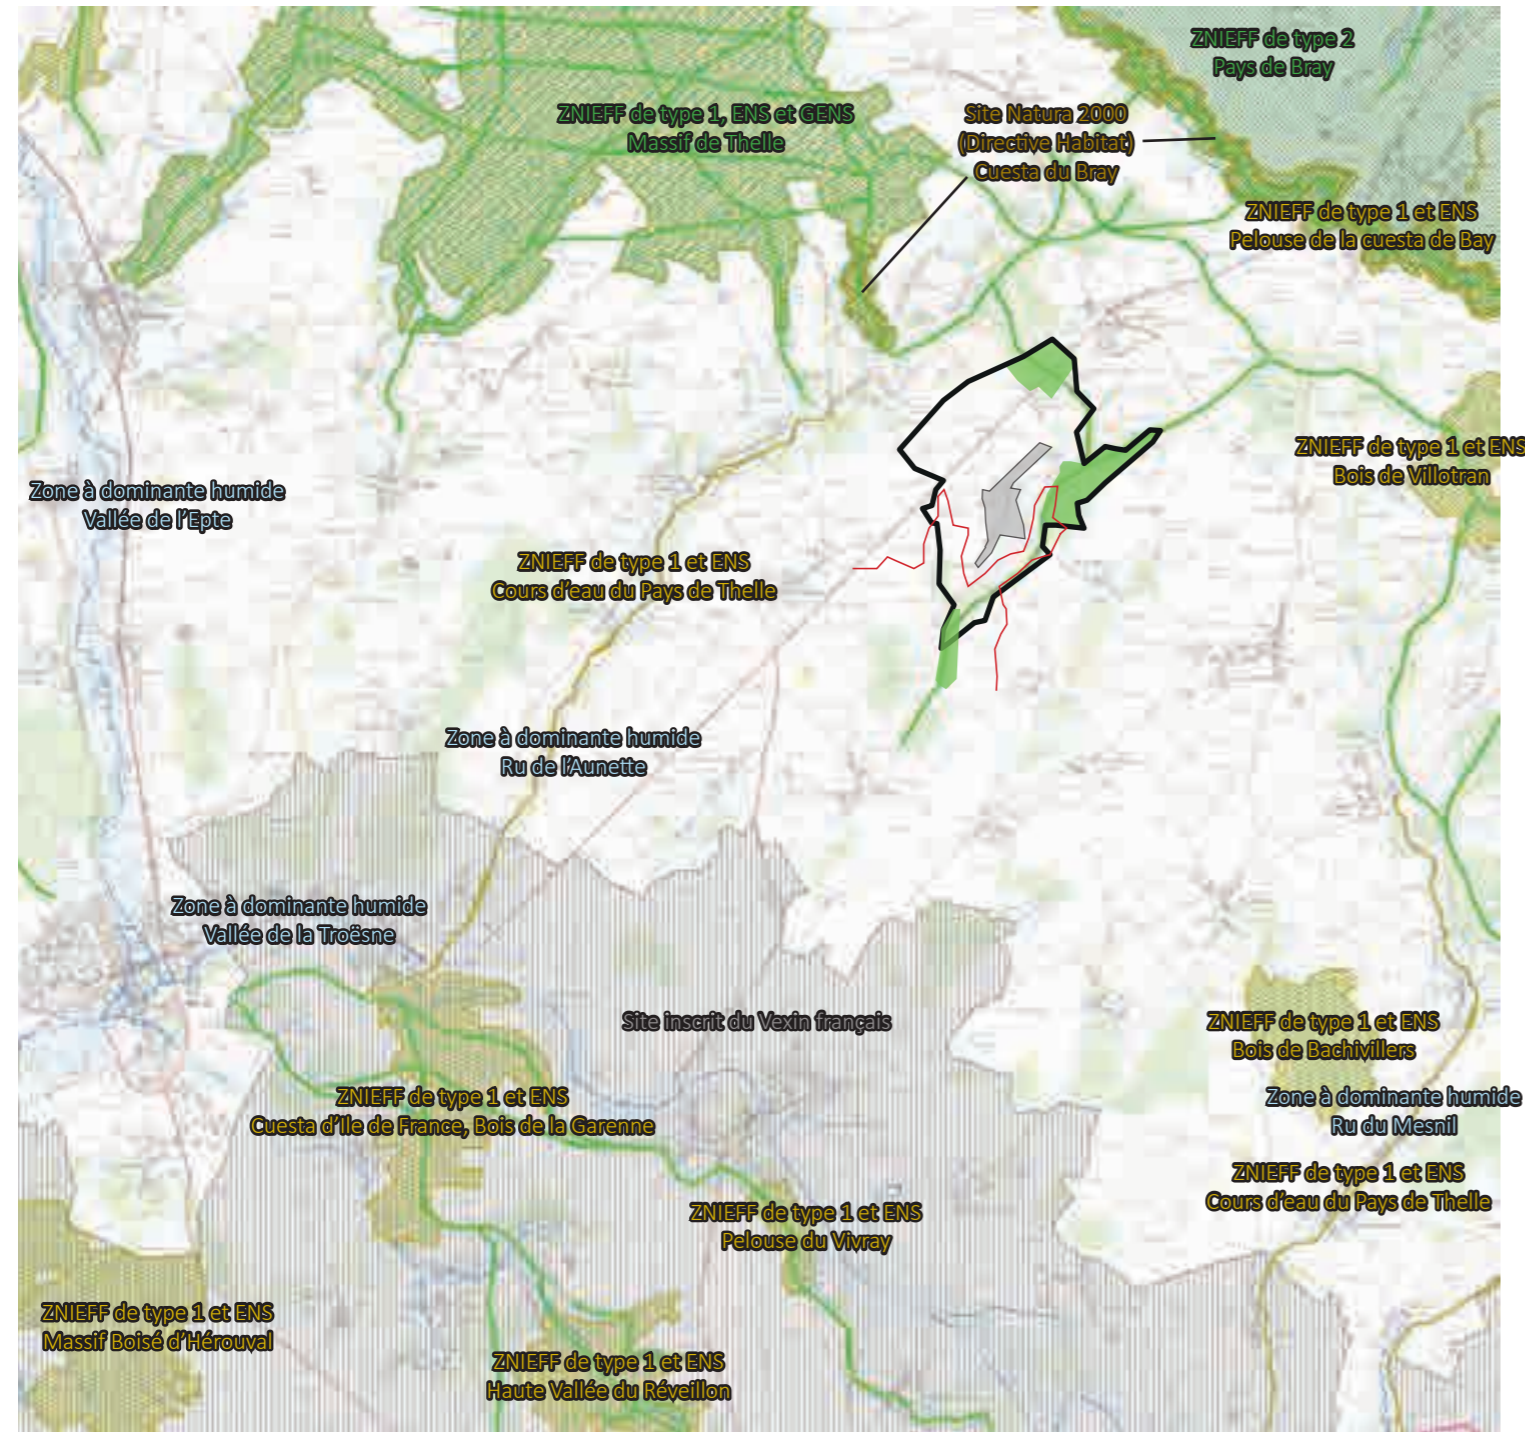 ZNIEFF de type 2
Pays de Bray
ZNIEFF de type 1, ENS et GENS
Massif de Thelle
Site Natura 2000
(Directive Habitat)
Cuesta du Bray
ZNIEFF de type 1 et ENS
Pelouse de la cuesta de Bay
ZNIEFF de type 1 et ENS
Bois de Villotran
Zone à dominante humide
Vallée de l'Epte
ZNIEFF de type 1 et ENS
Cours d'eau du Pays de Thelle
Zone à dominante humide
Ru de l'Aunette
Zone à dominante humide
Vallée de la Troësne
Site inscrit du Vexin français
ZNIEFF de type 1 et ENS
Bois de Bachivillers
ZNIEFF de type 1 et ENS
Cuesta d'Ile de France, Bois de la Garenne
Zone à dominante humide
Ru du Mesnil
ZNIEFF de type 1 et ENS
Cours d'eau du Pays de Thelle
ZNIEFF de type 1 et ENS
Pelouse du Vivray
ZNIEFF de type 1 et ENS
Massif Boisé d'Hérouval
ZNIEFF de type 1 et ENS
Haute Vallée du Réveillon